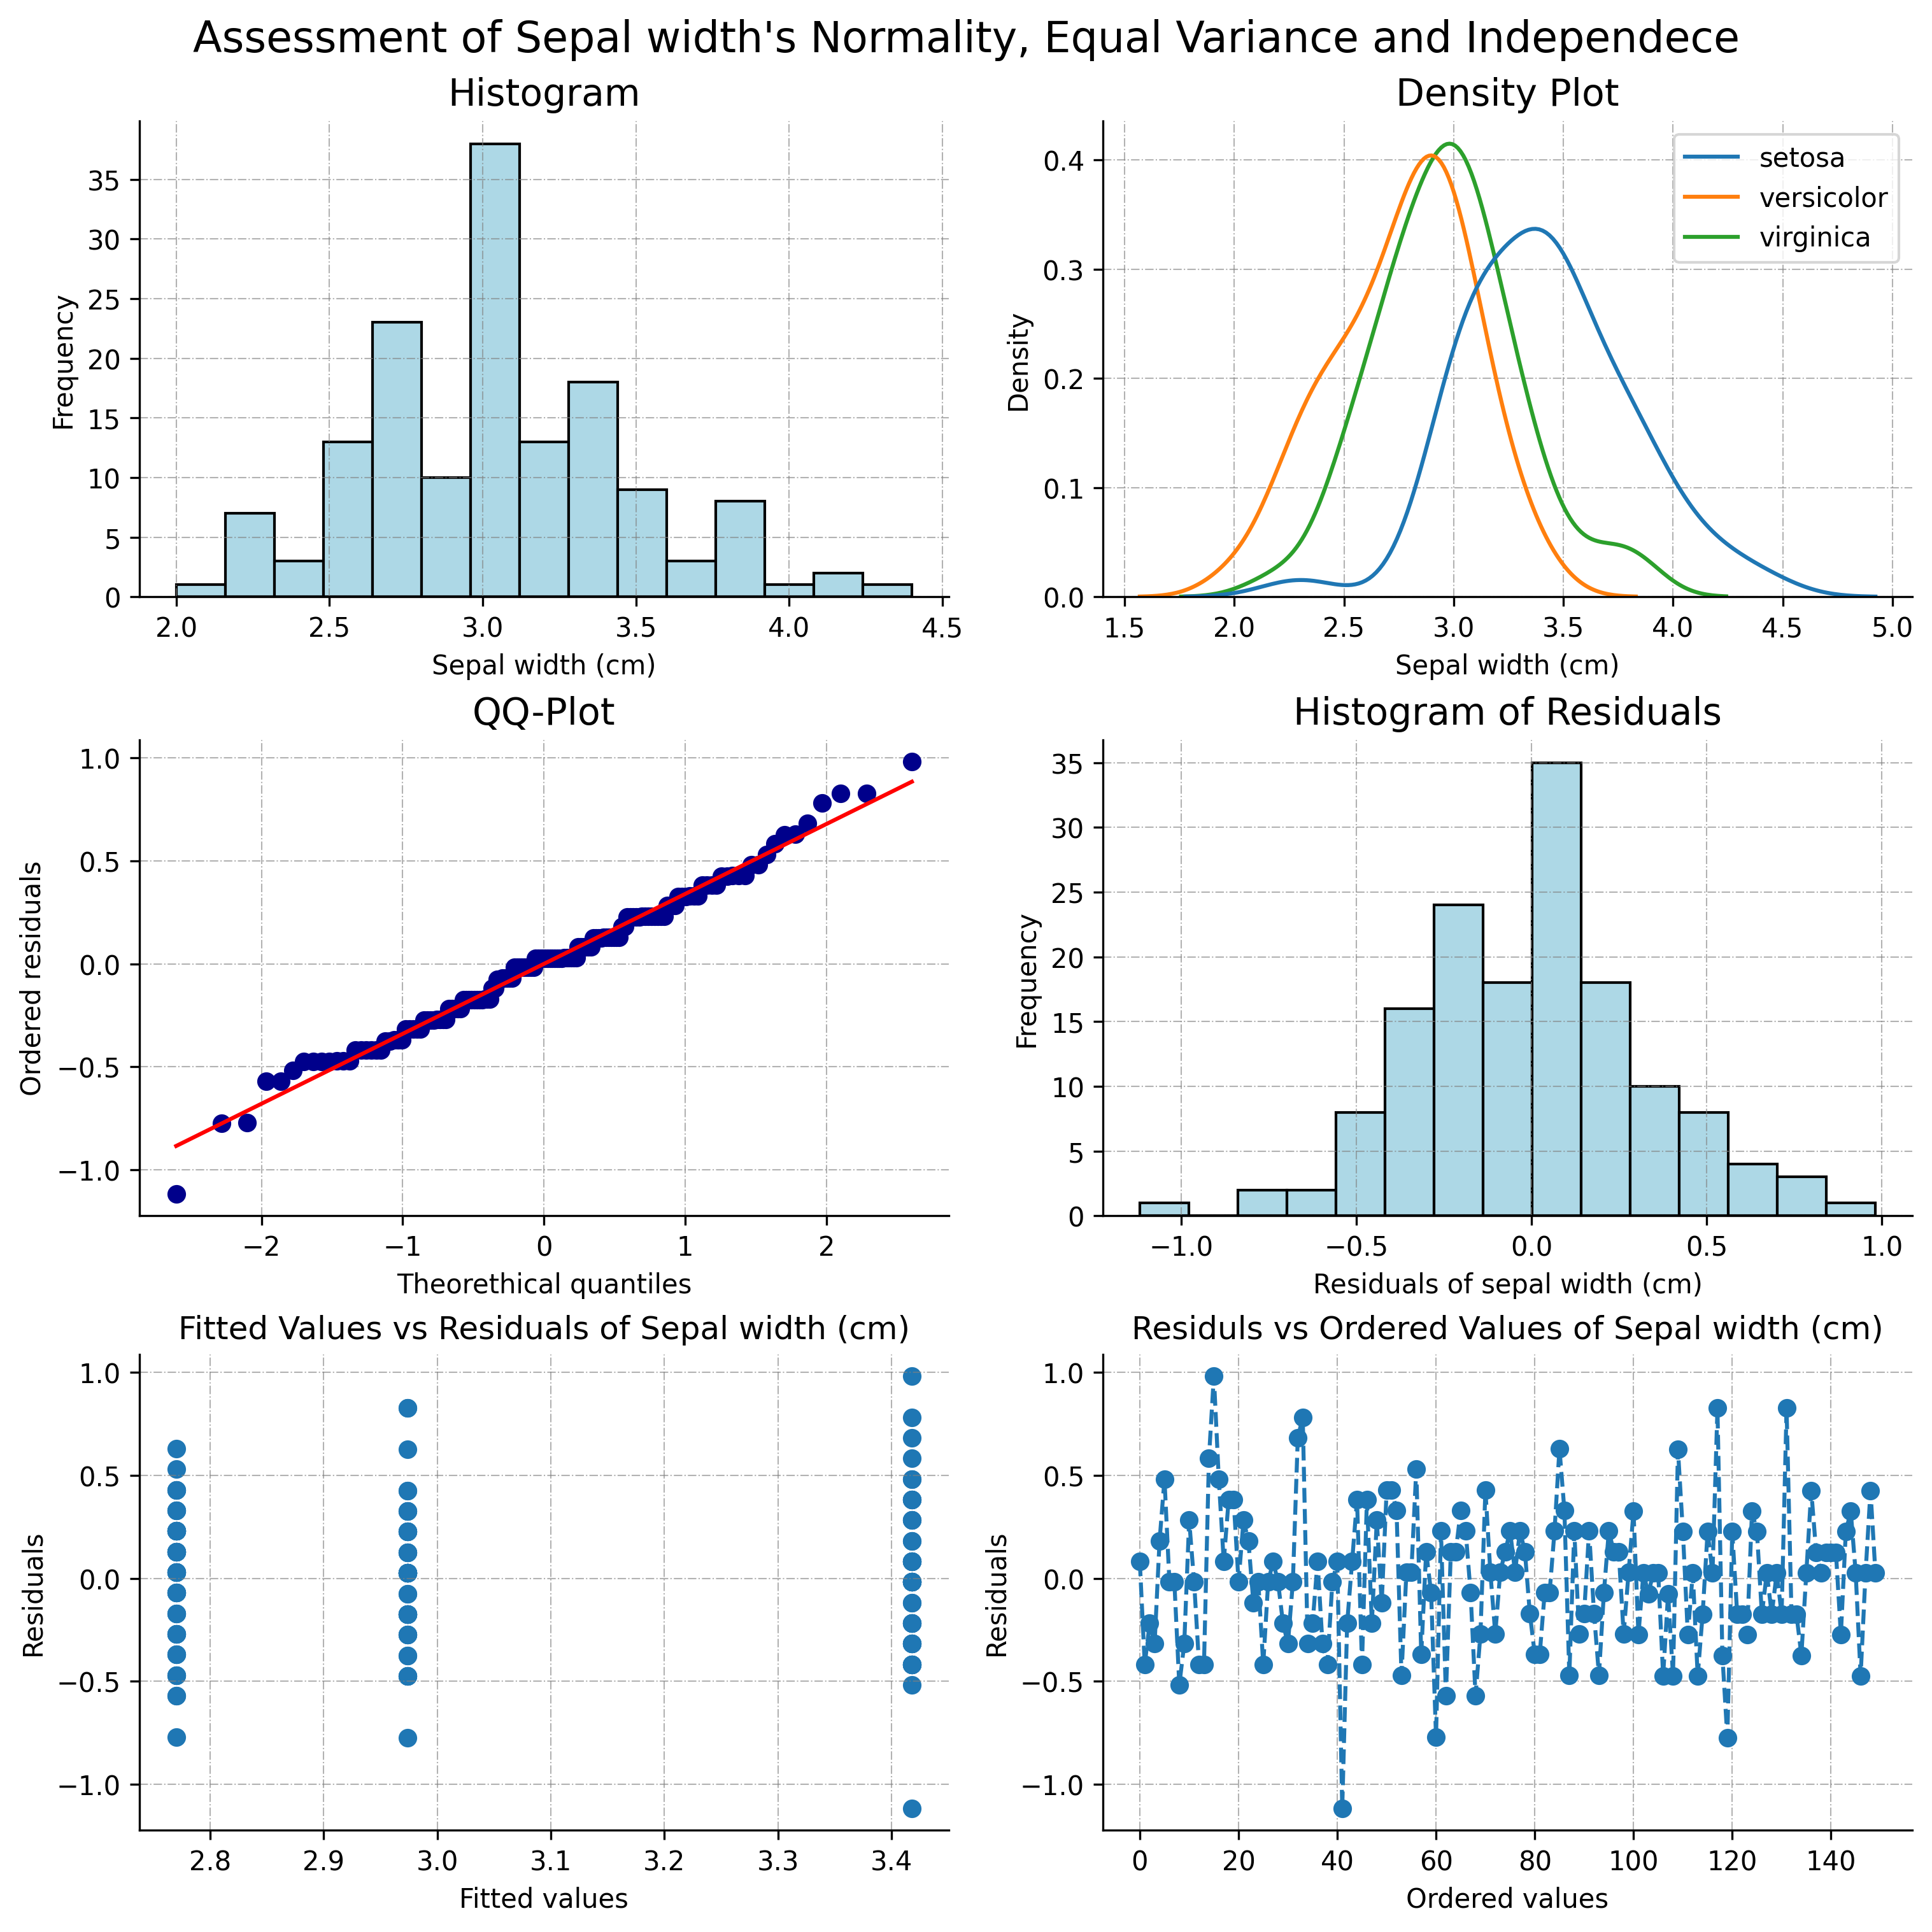 Assessment of Sepal width's Normality, Equal Variance and Independece
Histogram
Frequency
0
5
10
15
20
25
30
35
2.0 2.5 3.0 3.5 4.0 4.5
Sepal width (cm)
Density Plot
Density
0.0
0.1
0.2
0.3
0.4
setosa
versicolor
virginica
1.5 2.0 2.5 3.0 3.5 4.0 4.5 5.0
Sepal width (cm)
QQ-Plot
Ordered residuals
1.0
0.5
0.0
−0.5
−1.0
−2 −1 0 1 2
Theorethical quantiles
Histogram of Residuals
Frequency
35
30
25
20
15
10
5
0
−1.0 −0.5 0.0 0.5 1.0
Residuals of sepal width (cm)
Fitted Values vs Residuals of Sepal width (cm)
Residuals
1.0
0.5
0.0
−0.5
−1.0
2.8 2.9 3.0 3.1 3.2 3.3 3.4
Fitted values
Residuls vs Ordered Values of Sepal width (cm)
Residuals
1.0
0.5
0.0
−0.5
−1.0
0 20 40 60 80 100 120 140
Ordered values